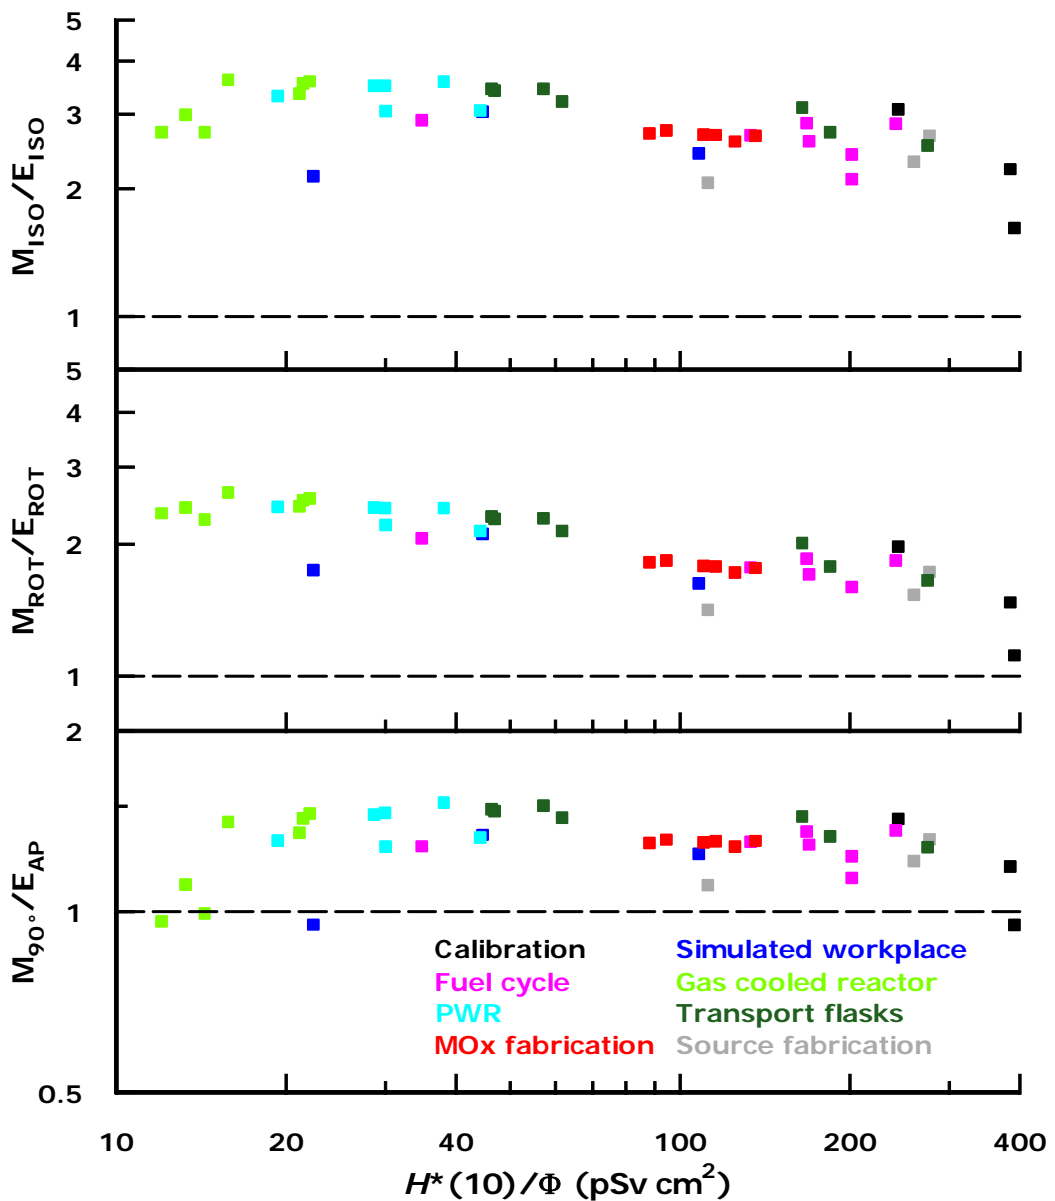 5
4
3
2
1
M_ISO/E_ISO
5
4
3
2
1
M_ROT/E_ROT
2
1
0.5
M_90°/E_AP
Calibration Simulated workplace
Fuel cycle Gas cooled reactor
PWR Transport flasks
MOx fabrication Source fabrication
10 20 40 100 200 400
H*(10)/Φ (pSv cm²)